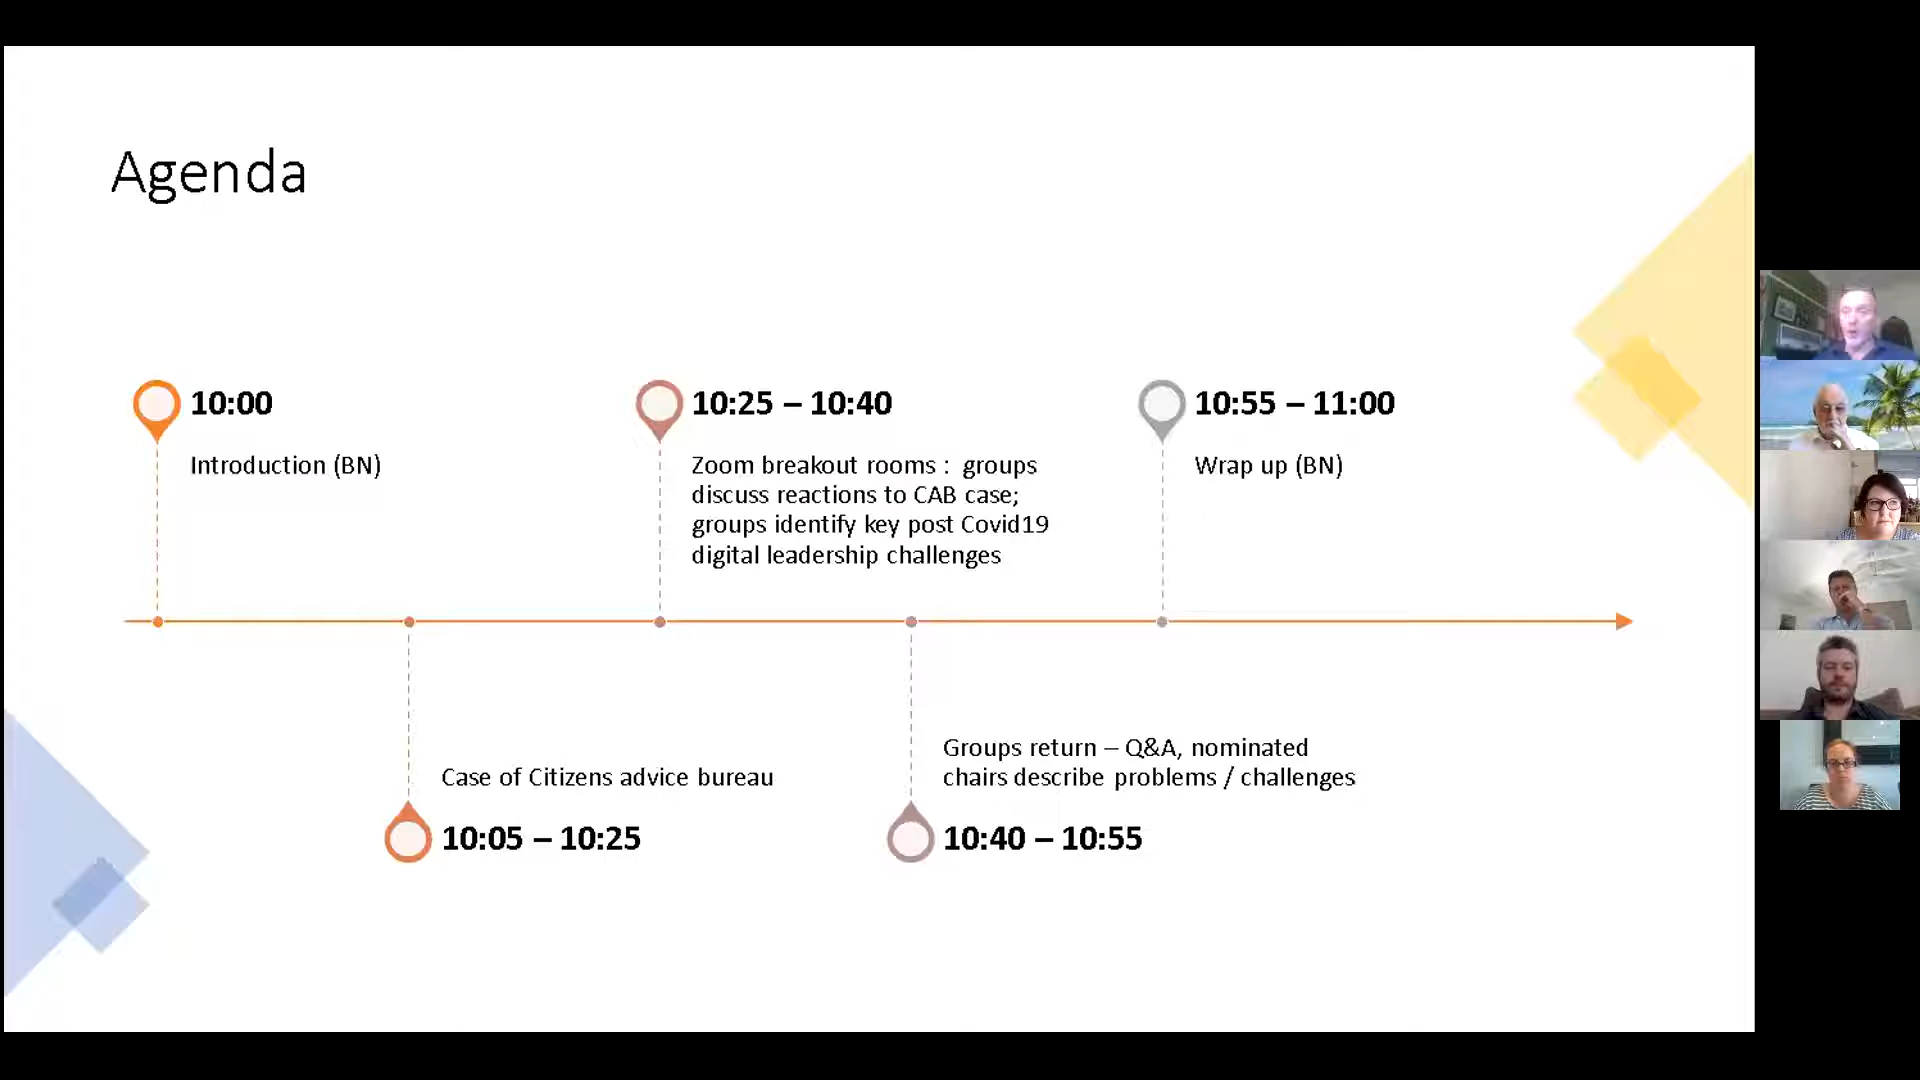 Agenda
10:00
Introduction (BN)
10:05 – 10:25
Case of Citizens advice bureau
10:25 – 10:40
Zoom breakout rooms :  groups
discuss reactions to CAB case;
groups identify key post Covid19
digital leadership challenges
10:40 – 10:55
Groups return – Q&A, nominated
chairs describe problems / challenges
10:55 – 11:00
Wrap up (BN)